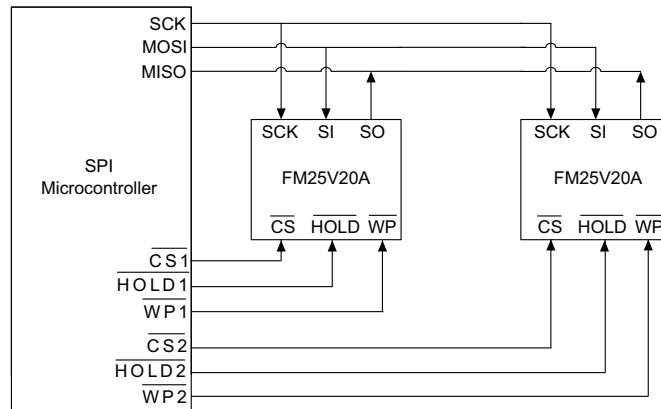 SCK
MOSI
MISO
SPI
Microcontroller
CS1
HOLD1
WP1
CS2
HOLD2
WP2
SCK SI SO
FM25V20A
CS HOLD WP
SCK SI SO
FM25V20A
CS HOLD WP